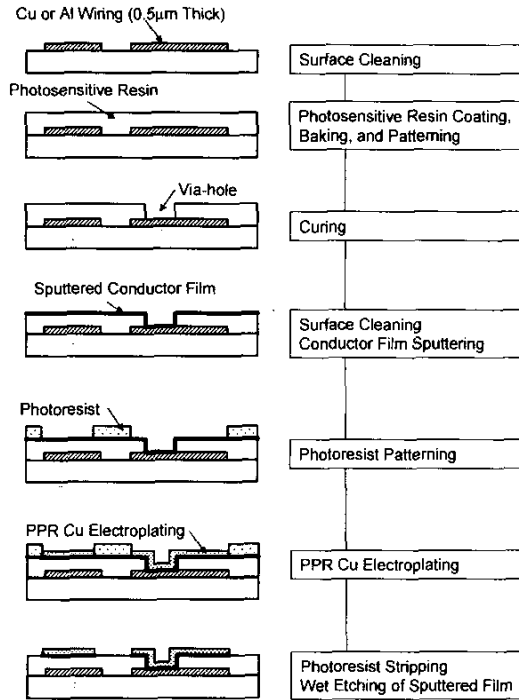 Cu or Al Wiring (0.5μm Thick)
Surface Cleaning
Photosensitive Resin
Photosensitive Resin Coating,
Baking, and Patterning
Via-hole
Curing
Sputtered Conductor Film
Surface Cleaning
Conductor Film Sputtering
Photoresist
Photoresist Patterning
PPR Cu Electroplating
PPR Cu Electroplating
Photoresist Stripping
Wet Etching of Sputtered Film